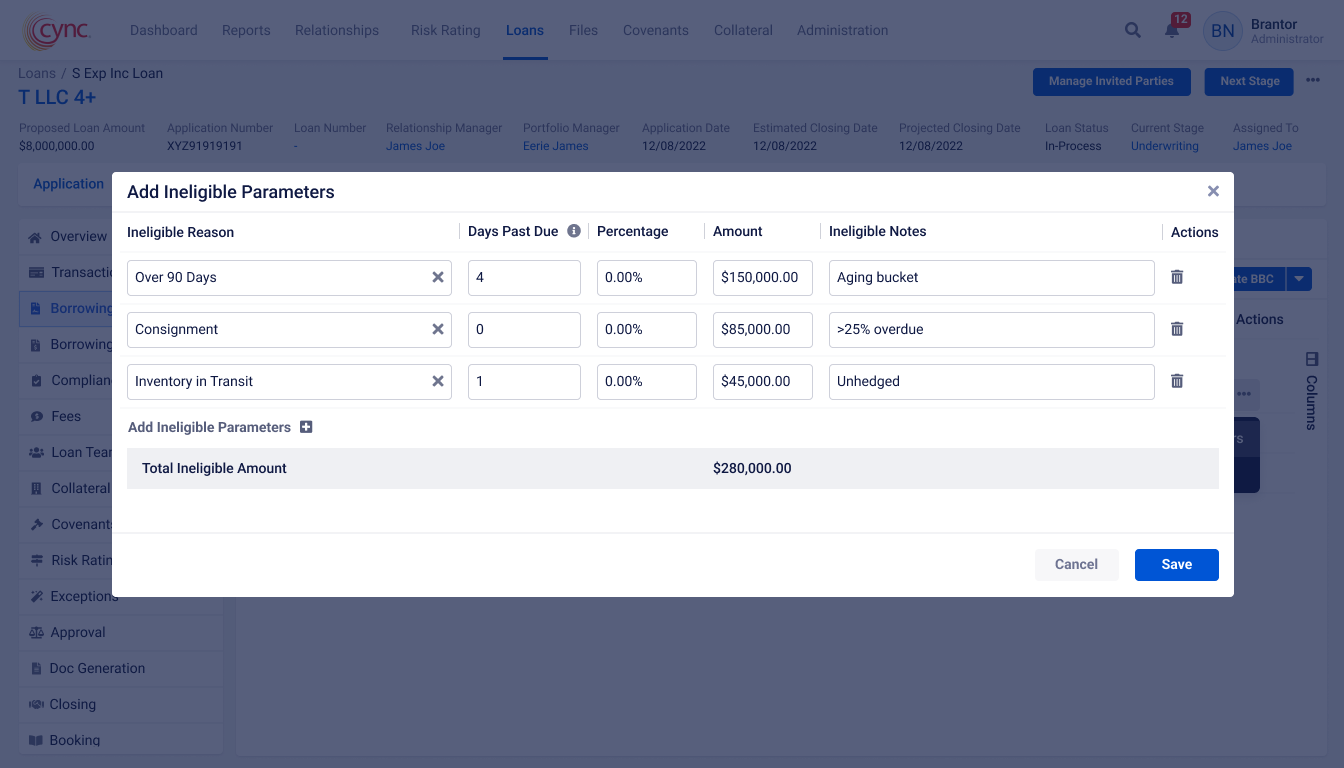 cync
Dashboard Reports Relationships Risk Rating Loans Files Covenants Collateral Administration
12
BN
Brantor
Administrator
Loans / S Exp Inc Loan
T LLC 4+
Manage Invited Parties
Next Stage
Proposed Loan Amount Application Number Loan Number Relationship Manager Portfolio Manager Application Date Estimated Closing Date Projected Closing Date Loan Status Current Stage Assigned To
$8,000,000.00 XYZ91919191 - James Joe Eerie James 12/08/2022 12/08/2022 12/08/2022 In-Process Underwriting James Joe
Application
Add Ineligible Parameters
Ineligible Reason Days Past Due Percentage Amount Ineligible Notes Actions
Over 90 Days 4 0.00% $150,000.00 Aging bucket
Consignment 0 0.00% $85,000.00 >25% overdue
Inventory in Transit 1 0.00% $45,000.00 Unhedged
Add Ineligible Parameters
Total Ineligible Amount $280,000.00
Cancel Save
Overview
Borrowing
Borrowing
Fees
Loan
Collateral
Covenants
Risk
Exceptions
Approval
Doc Generation
Closing
Booking
BBC
Actions
Columns